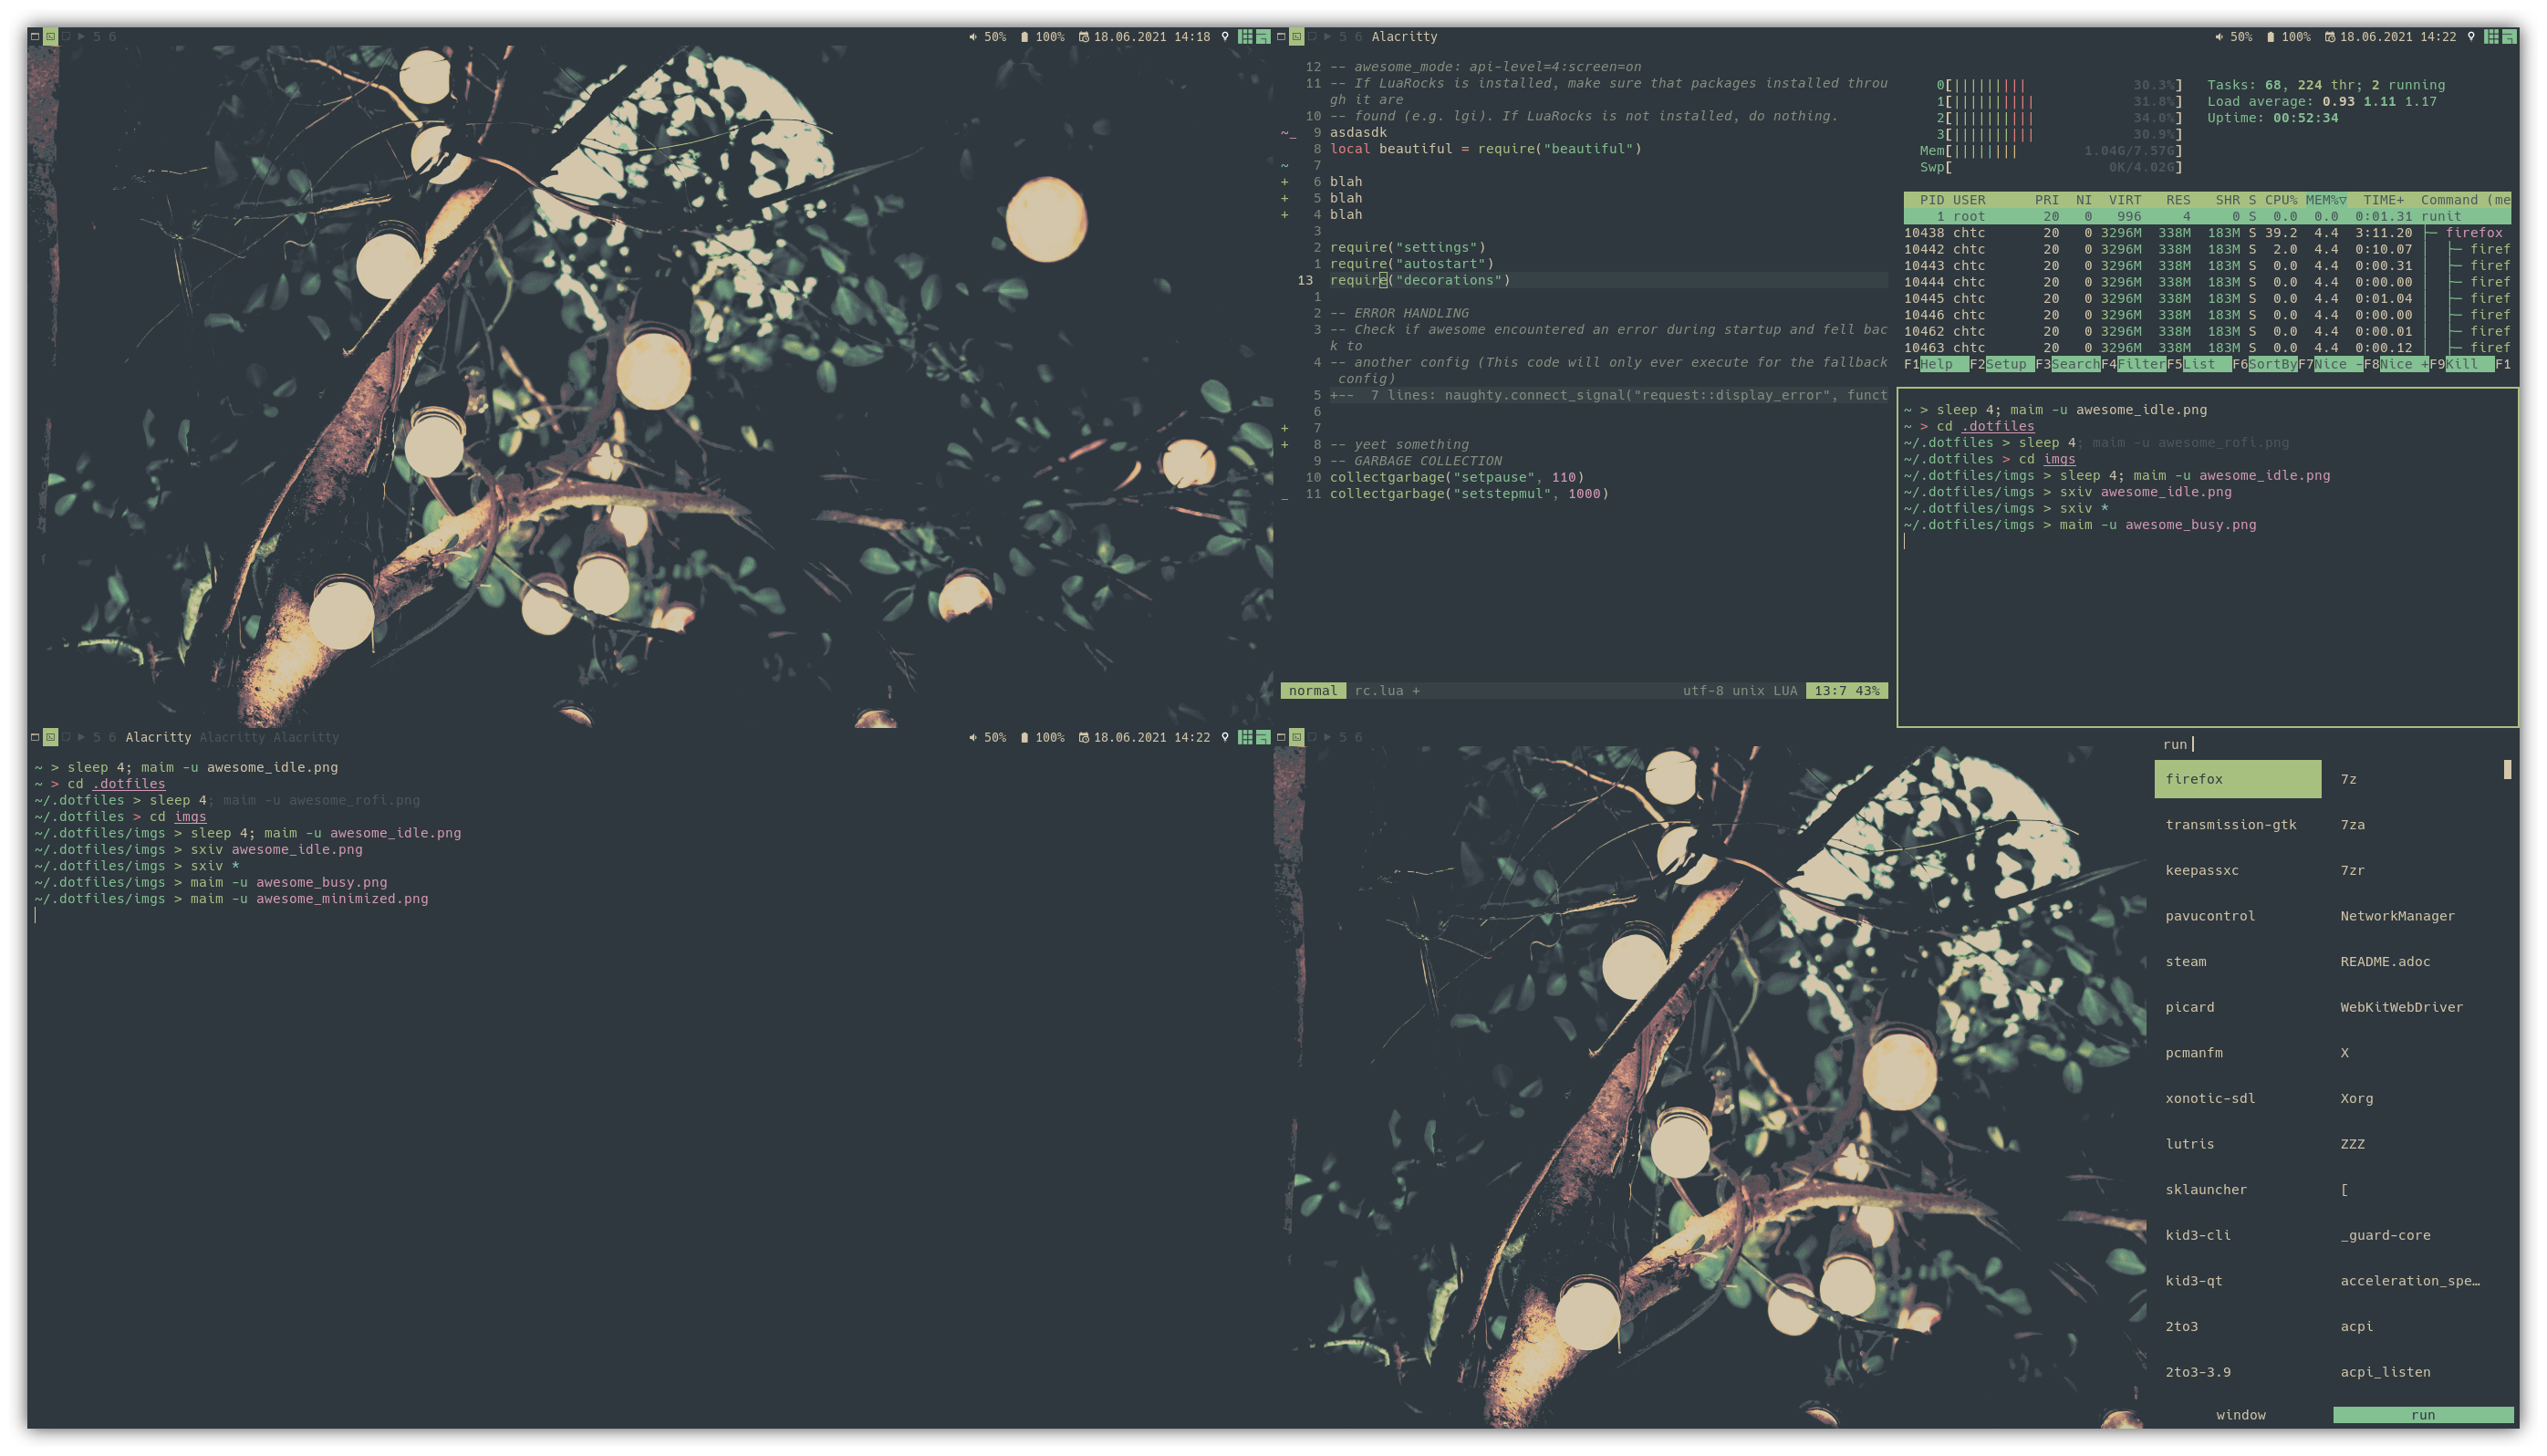 5 6
50% 100% 18.06.2021 14:18
5 6 Alacritty
50% 100% 18.06.2021 14:22
12 -- awesome_mode: api-level=4:screen=on
11 -- If LuaRocks is installed, make sure that packages installed throu
gh it are
10 -- found (e.g. lgi). If LuaRocks is not installed, do nothing.
~_ 9 asdasdk
8 local beautiful = require("beautiful")
~ 7
+ 6 blah
+ 5 blah
+ 4 blah
3
2 require("settings")
1 require("autostart")
13 require("decorations")
1
2 -- ERROR HANDLING
3 -- Check if awesome encountered an error during startup and fell bac
k to
4 -- another config (This code will only ever execute for the fallback
config)
5 +-- 7 lines: naughty.connect_signal("request::display_error", funct
6
+ 7
+ 8 -- yeet something
9 -- GARBAGE COLLECTION
10 collectgarbage("setpause", 110)
_ 11 collectgarbage("setstepmul", 1000)
normal rc.lua + utf-8 unix LUA 13:7 43%
0[|||||||||| 30.3%] Tasks: 68, 224 thr; 2 running
1[||||||||||| 31.8%] Load average: 0.93 1.11 1.17
2[||||||||||| 34.0%] Uptime: 00:52:34
3[||||||||||| 30.9%]
Mem[||||||||| 1.04G/7.57G]
Swp[ 0K/4.02G]
PID USER PRI NI VIRT RES SHR S CPU% MEM%▽ TIME+ Command (me
1 root 20 0 996 4 0 S 0.0 0.0 0:01.31 runit
10438 chtc 20 0 3296M 338M 183M S 39.2 4.4 3:11.20 ├─ firefox
10442 chtc 20 0 3296M 338M 183M S 2.0 4.4 0:10.07 │ ├─ firef
10443 chtc 20 0 3296M 338M 183M S 0.0 4.4 0:00.31 │ ├─ firef
10444 chtc 20 0 3296M 338M 183M S 0.0 4.4 0:00.00 │ ├─ firef
10445 chtc 20 0 3296M 338M 183M S 0.0 4.4 0:01.04 │ ├─ firef
10446 chtc 20 0 3296M 338M 183M S 0.0 4.4 0:00.00 │ ├─ firef
10462 chtc 20 0 3296M 338M 183M S 0.0 4.4 0:00.01 │ ├─ firef
10463 chtc 20 0 3296M 338M 183M S 0.0 4.4 0:00.12 │ ├─ firef
F1Help F2Setup F3SearchF4FilterF5List F6SortByF7Nice -F8Nice +F9Kill F1
~ > sleep 4; maim -u awesome_idle.png
~ > cd .dotfiles
~/.dotfiles > sleep 4; maim -u awesome_rofi.png
~/.dotfiles > cd imgs
~/.dotfiles/imgs > sleep 4; maim -u awesome_idle.png
~/.dotfiles/imgs > sxiv awesome_idle.png
~/.dotfiles/imgs > sxiv *
~/.dotfiles/imgs > maim -u awesome_busy.png
5 6 Alacritty Alacritty Alacritty
50% 100% 18.06.2021 14:22
~ > sleep 4; maim -u awesome_idle.png
~ > cd .dotfiles
~/.dotfiles > sleep 4; maim -u awesome_rofi.png
~/.dotfiles > cd imgs
~/.dotfiles/imgs > sleep 4; maim -u awesome_idle.png
~/.dotfiles/imgs > sxiv awesome_idle.png
~/.dotfiles/imgs > sxiv *
~/.dotfiles/imgs > maim -u awesome_busy.png
~/.dotfiles/imgs > maim -u awesome_minimized.png
5 6
run
firefox 7z
transmission-gtk 7za
keepassxc 7zr
pavucontrol NetworkManager
steam README.adoc
picard WebKitWebDriver
pcmanfm X
xonotic-sdl Xorg
lutris ZZZ
sklauncher [
kid3-cli _guard-core
kid3-qt acceleration_spe…
2to3 acpi
2to3-3.9 acpi_listen
window run